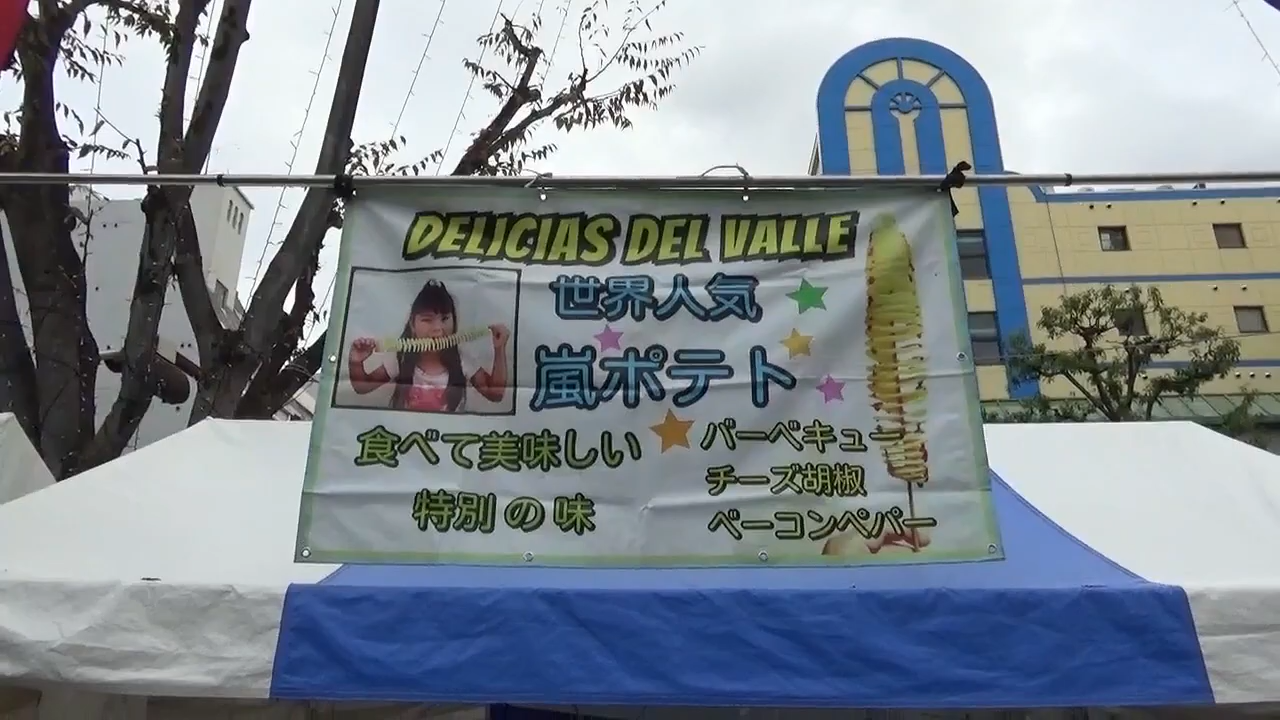 DELICIAS DEL VALLE
世界人気
嵐ポテト
食べて美味しい
特別の味
バーベキュー
チーズ胡椒
ベーコンペパー